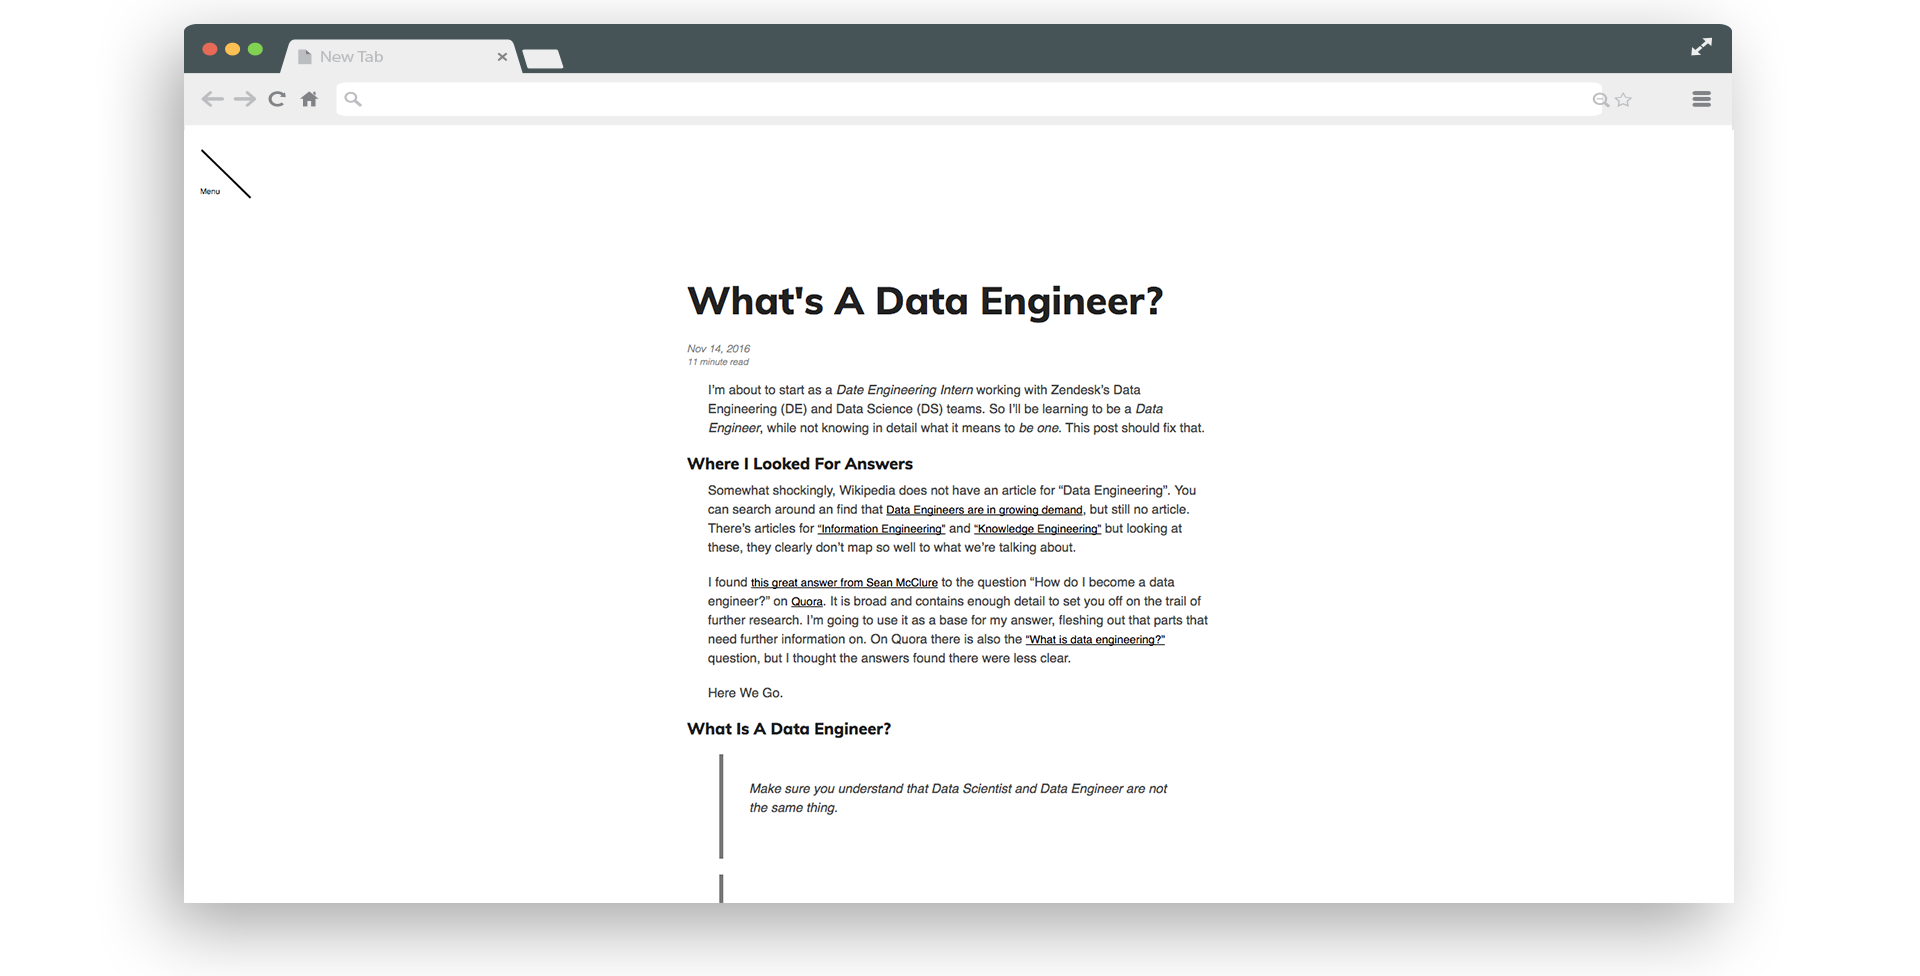 New Tab
Menu
What's A Data Engineer?
Nov 14, 2016
11 minute read
I’m about to start as a Date Engineering Intern working with Zendesk’s Data
Engineering (DE) and Data Science (DS) teams. So I’ll be learning to be a Data
Engineer, while not knowing in detail what it means to be one. This post should fix that.
Where I Looked For Answers
Somewhat shockingly, Wikipedia does not have an article for “Data Engineering”. You
can search around an find that Data Engineers are in growing demand, but still no article.
There’s articles for “Information Engineering” and “Knowledge Engineering” but looking at
these, they clearly don’t map so well to what we’re talking about.
I found this great answer from Sean McClure to the question “How do I become a data
engineer?” on Quora. It is broad and contains enough detail to set you off on the trail of
further research. I’m going to use it as a base for my answer, fleshing out that parts that
need further information on. On Quora there is also the “What is data engineering?”
question, but I thought the answers found there were less clear.
Here We Go.
What Is A Data Engineer?
Make sure you understand that Data Scientist and Data Engineer are not
the same thing.